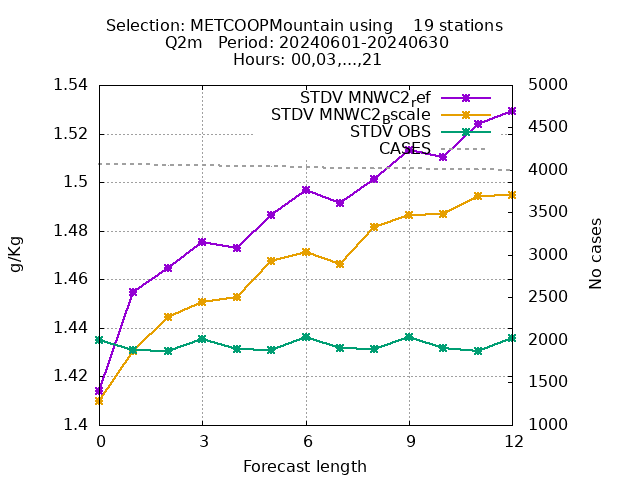 Selection: METCOOPMountain using    19 stations
Q2m   Period: 20240601-20240630
Hours: 00,03,...,21
STDV MNWC2ref
STDV MNWC2Bscale
STDV OBS
CASES
1.54
1.52
1.5
1.48
1.46
1.44
1.42
1.4
g/Kg
5000
4500
4000
3500
3000
2500
2000
1500
1000
No cases
0 3 6 9 12
Forecast length